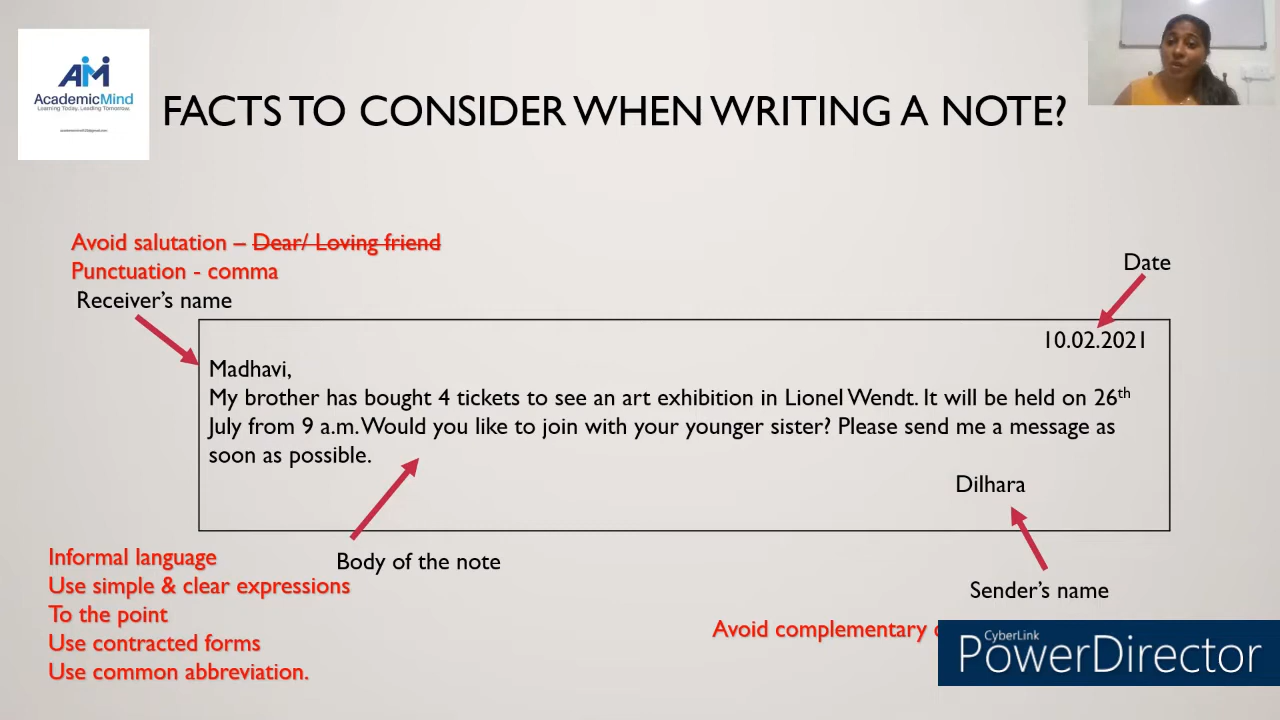 AM
AcademicMind
Learning Today, Leading Tomorrow.
FACTS TO CONSIDER WHEN WRITING A NOTE?
Avoid salutation – Dear/ Loving friend
Punctuation - comma
Receiver's name
Date
10.02.2021
Madhavi,
My brother has bought 4 tickets to see an art exhibition in Lionel Wendt. It will be held on 26th
July from 9 a.m. Would you like to join with your younger sister? Please send me a message as
soon as possible.
Dilhara
Informal language
Body of the note
Use simple & clear expressions
Sender's name
To the point
Avoid complementary
Use contracted forms
Use common abbreviation.
CyberLink
PowerDirector